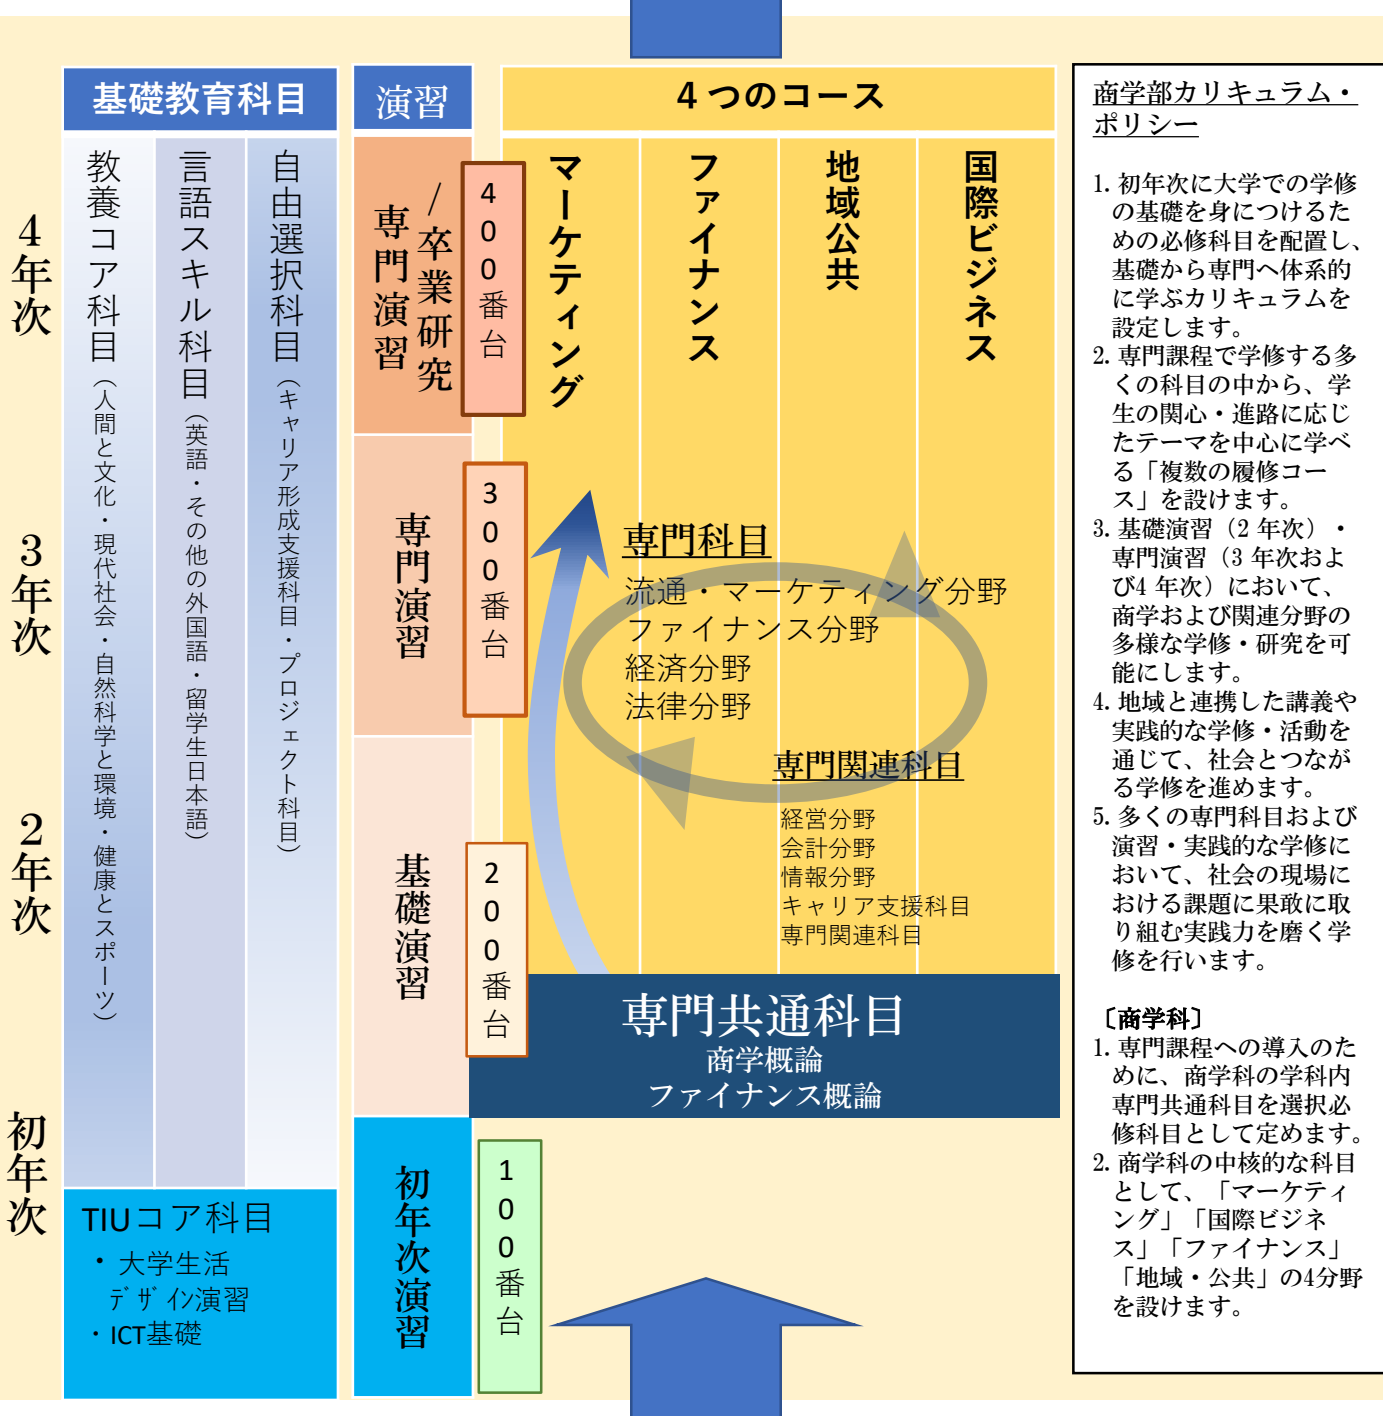 基礎教育科目
演習
4つのコース
4年次
3年次
2年次
初年次
教養コア科目(人間と文化・現代社会・自然科学と環境・健康とスポーツ)
言語スキル科目(英語・その他の外国語・留学生日本語)
自由選択科目(キャリア形成支援科目・プロジェクト科目)
TIUコア科目
・大学生活
デザイン演習
・ICT基礎
専門演習
/卒業研究
専門演習
基礎演習
初年次演習
400番台
300番台
200番台
100番台
マーケティング
ファイナンス
地域公共
国際ビジネス
専門科目
流通・マーケティング分野
ファイナンス分野
経済分野
法律分野
専門関連科目
経営分野
会計分野
情報分野
キャリア支援科目
専門関連科目
専門共通科目
商学概論
ファイナンス概論
商学部カリキュラム・
ポリシー
1. 初年次に大学での学修
の基礎を身につけるた
めの必修科目を配置し、
基礎から専門へ体系的
に学ぶカリキュラムを
設定します。
2. 専門課程で学修する多
くの科目の中から、学
生の関心・進路に応じ
たテーマを中心に学べ
る「複数の履修コー
ス」を設けます。
3. 基礎演習(2 年次)・
専門演習(3 年次およ
び4 年次)において、
商学および関連分野の
多様な学修・研究を可
能にします。
4. 地域と連携した講義や
実践的な学修・活動を
通じて、社会とつなが
る学修を進めます。
5. 多くの専門科目および
演習・実践的な学修に
おいて、社会の現場に
おける課題に果敢に取
り組む実践力を磨く学
修を行います。
〔商学科〕
1. 専門課程への導入のた
めに、商学科の学科内
専門共通科目を選択必
修科目として定めます。
2. 商学科の中核的な科目
として、「マーケティ
ング」「国際ビジネ
ス」「ファイナンス」
「地域・公共」の4分野
を設けます。